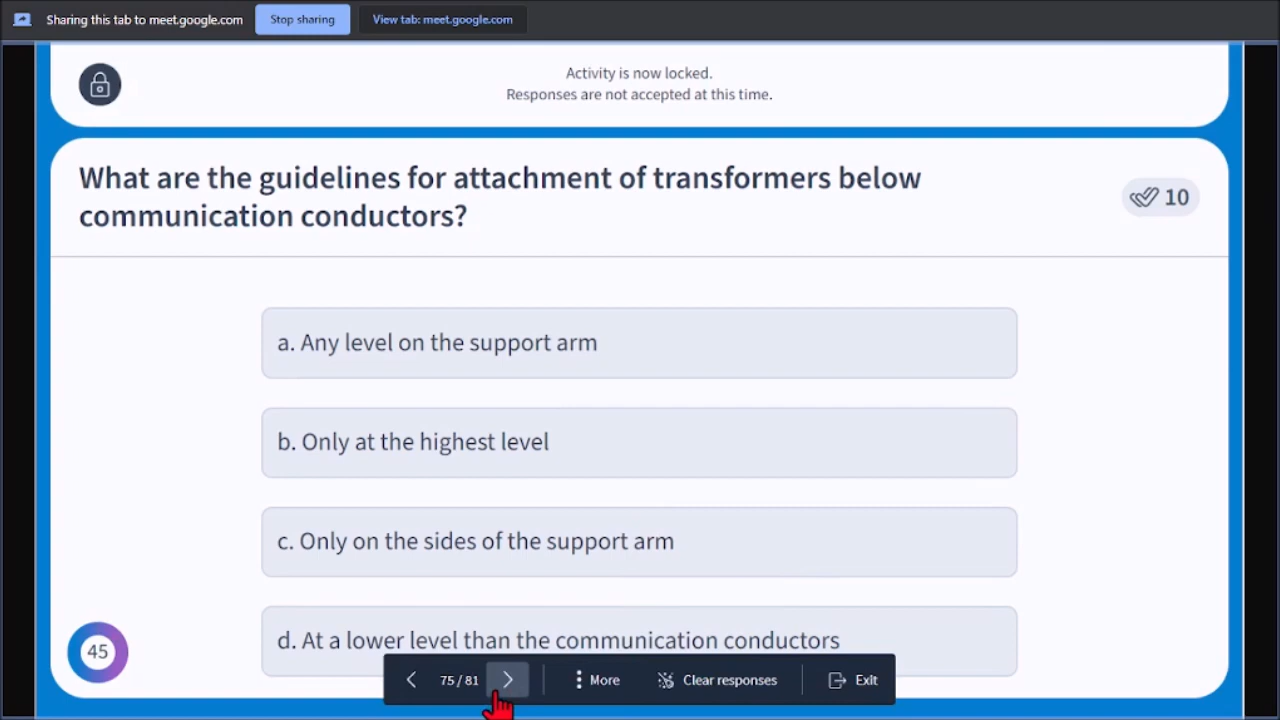 Sharing this tab to meet.google.com
Stop sharing
View tab: meet.google.com
Activity is now locked.
Responses are not accepted at this time.
What are the guidelines for attachment of transformers below
communication conductors?
10
a. Any level on the support arm
b. Only at the highest level
c. Only on the sides of the support arm
d. At a lower level than the communication conductors
45
75 / 81
More
Clear responses
Exit